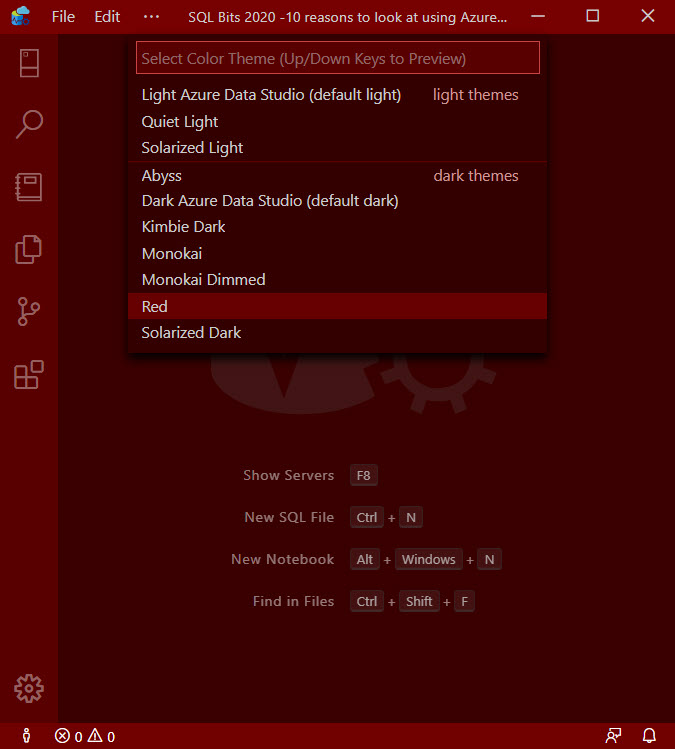 File Edit ··· SQL Bits 2020 -10 reasons to look at using Azure...
Select Color Theme (Up/Down Keys to Preview)
Light Azure Data Studio (default light) light themes
Quiet Light
Solarized Light
Abyss dark themes
Dark Azure Data Studio (default dark)
Kimbie Dark
Monokai
Monokai Dimmed
Red
Solarized Dark
Show Servers F8
New SQL File Ctrl + N
New Notebook Alt + Windows + N
Find in Files Ctrl + Shift + F
0 0